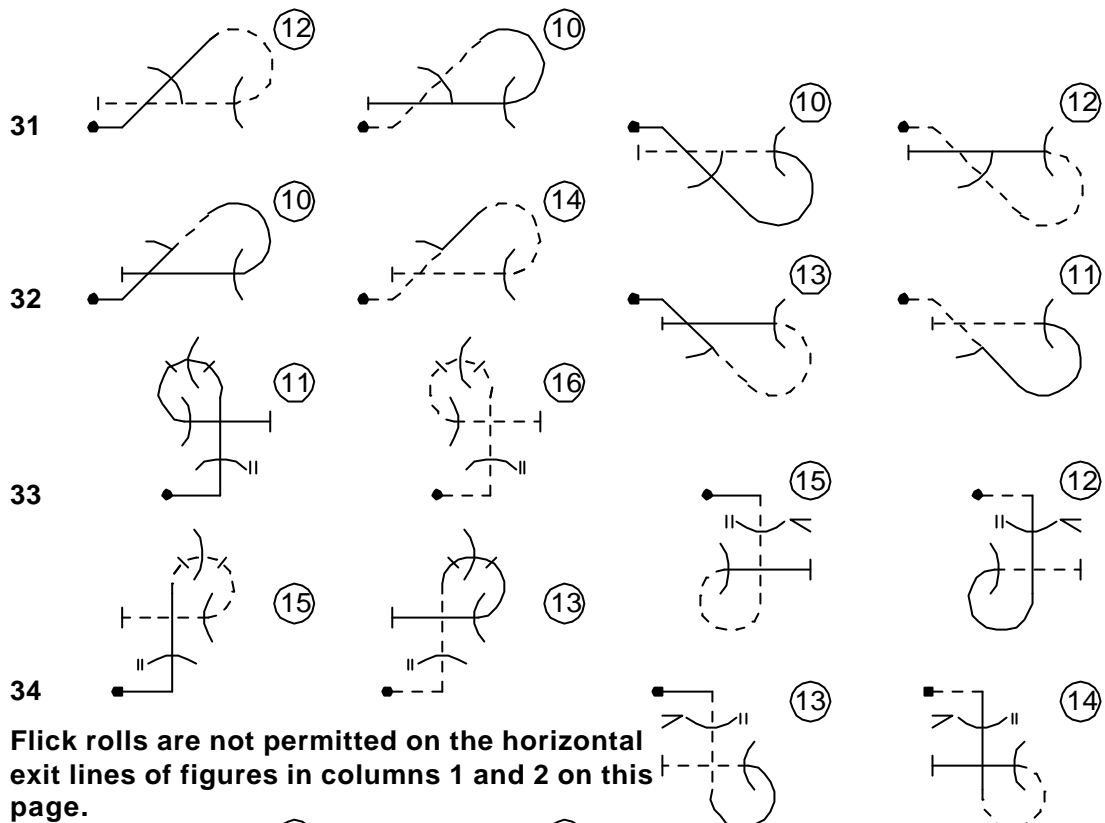 12 10
31 10 12
10 14
32 13 11
11 16
33 15 12
15 13
34 13 14
Flick rolls are not permitted on the horizontal
exit lines of figures in columns 1 and 2 on this
page.